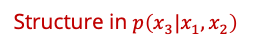 Structure in p(x₃|x₁, x₂)